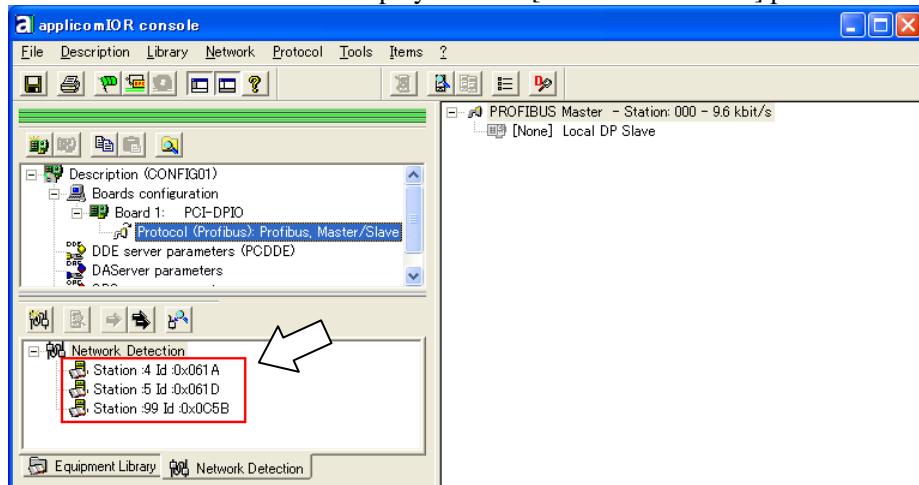 applicomIOR console
File Description Library Network Protocol Tools Items ?
PROFIBUS Master - Station: 000 - 9.6 kbit/s
[None] Local DP Slave
Description (CONFIG01)
Boards configuration
Board 1: PCI-DPIO
Protocol (Profibus): Profibus, Master/Slave
DDE server parameters (PCDDE)
DAServer parameters
Network Detection
Station :4 Id :0x061A
Station :5 Id :0x061D
Station :99 Id :0x0C5B
Equipment Library Network Detection